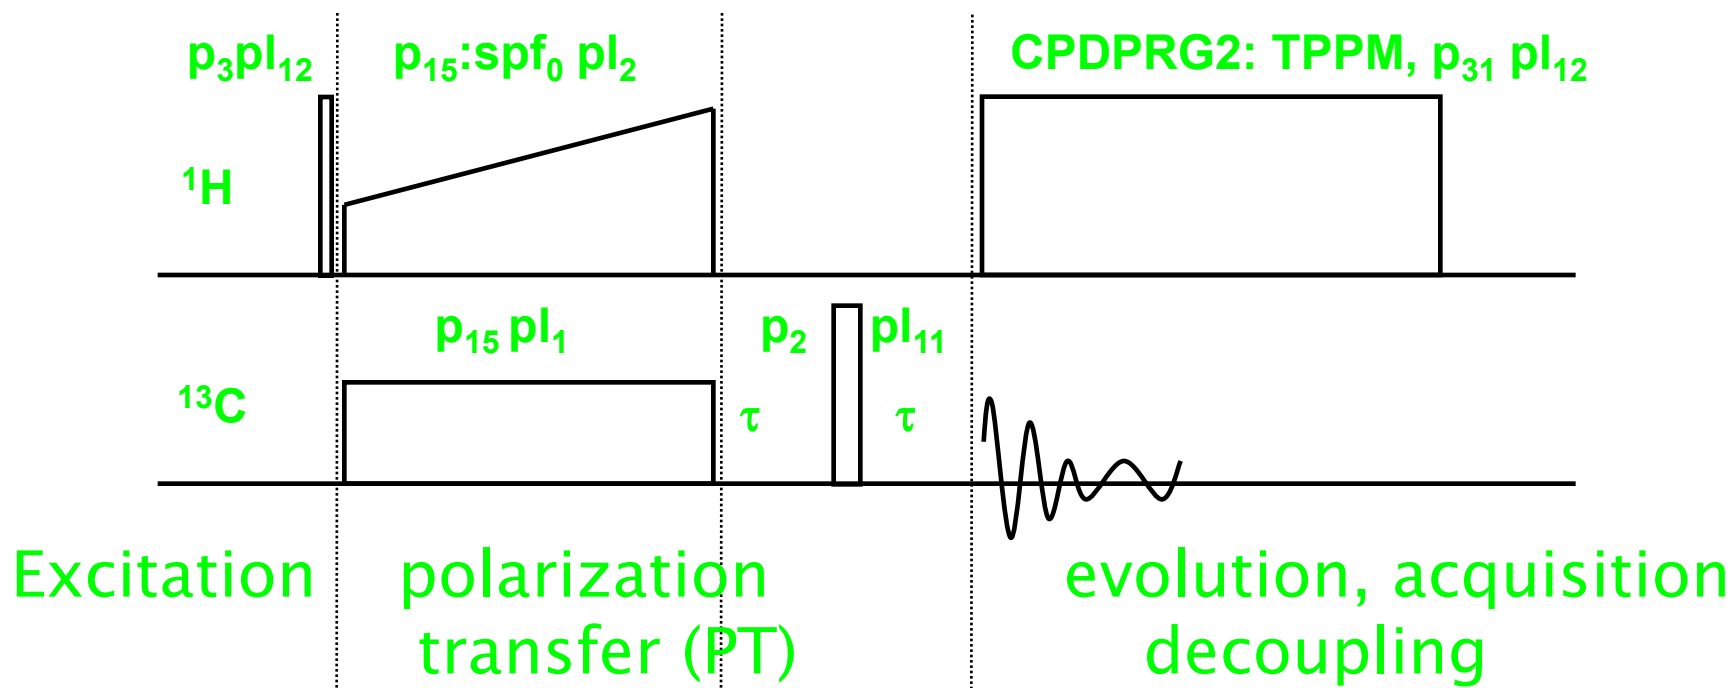 p₃pl₁₂ p₁₅:spf₀ pl₂ CPDPRG2: TPPM, p₃₁ pl₁₂
¹H
p₁₅ pl₁ p₂ pl₁₁
¹³C τ τ
Excitation polarization evolution, acquisition
transfer (PT) decoupling